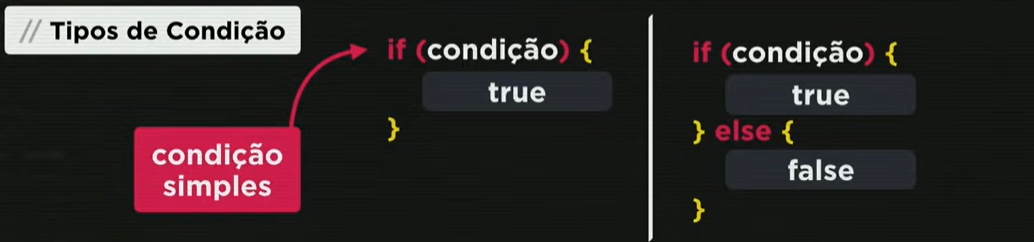 // Tipos de Condição
condição
simples
if (condição) {
true
}
if (condição) {
true
} else {
false
}